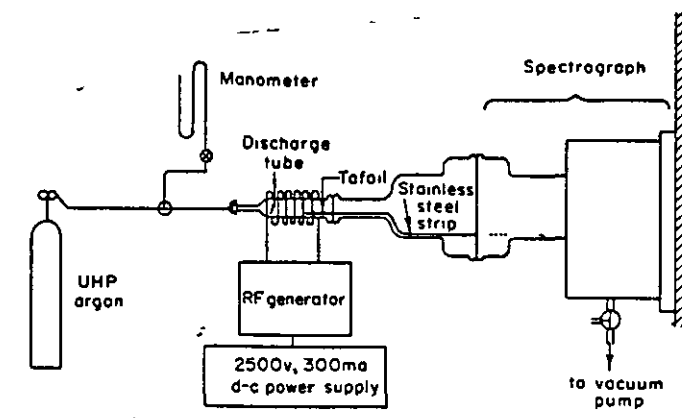 Manometer
Spectrograph
Discharge
tube
Tafoil
Stainless
steel
strip
UHP
argon
RF generator
2500v, 300ma
d-c power supply
to vacuum
pump